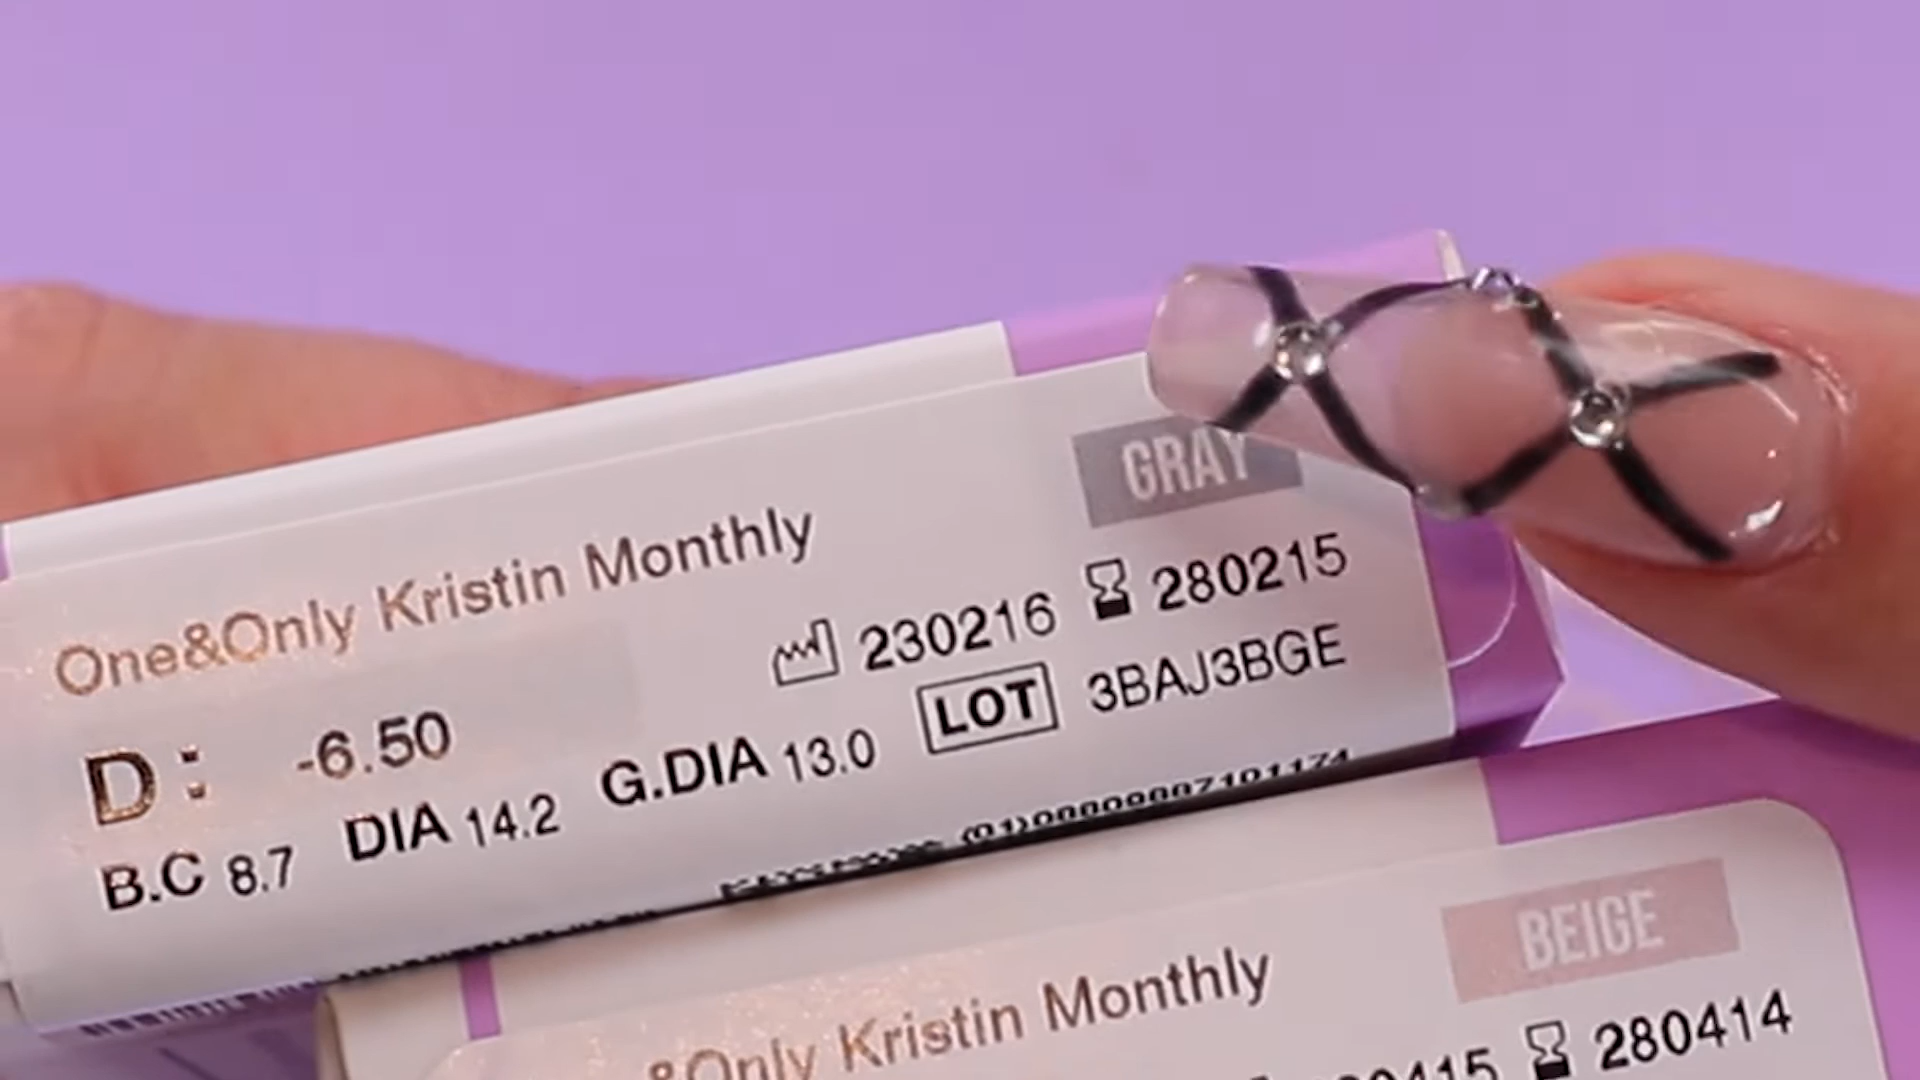 GRAY
One&Only Kristin Monthly
230216 280215
D: -6.50
LOT 3BAJ3BGE
B.C 8.7 DIA 14.2 G.DIA 13.0
BEIGE
&Only Kristin Monthly
280414